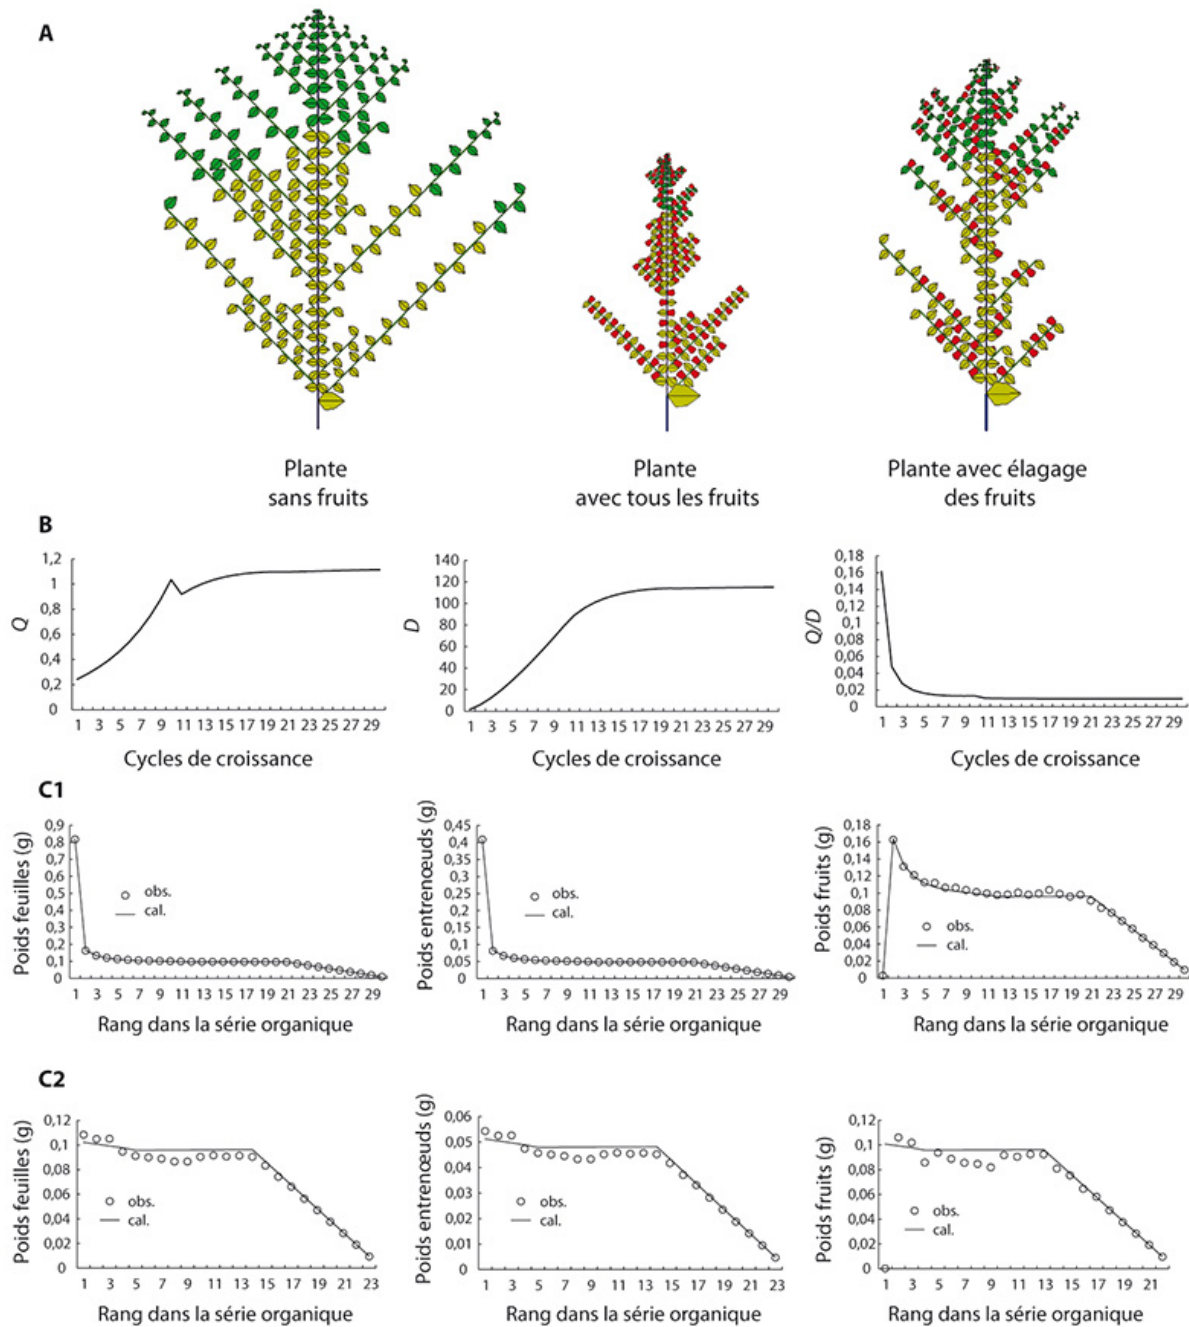 A
Plante
sans fruits
Plante
avec tous les fruits
Plante avec élagage
des fruits
B
Q
1,2
1
0,8
0,6
0,4
0,2
0
1 3 5 7 9 11 13 15 17 19 21 23 25 27 29
Cycles de croissance
D
140
120
100
80
60
40
20
0
1 3 5 7 9 11 13 15 17 19 21 23 25 27 29
Cycles de croissance
Q/D
0,18
0,16
0,14
0,12
0,1
0,08
0,06
0,04
0,02
0
1 3 5 7 9 11 13 15 17 19 21 23 25 27 29
Cycles de croissance
C1
Poids feuilles (g)
0,9
0,8
0,7
0,6
0,5
0,4
0,3
0,2
0,1
0
obs.
cal.
1 3 5 7 9 11 13 15 17 19 21 23 25 27 29
Rang dans la série organique
Poids entrenœuds (g)
0,45
0,4
0,35
0,3
0,25
0,2
0,15
0,1
0,05
0
obs.
cal.
1 3 5 7 9 11 13 15 17 19 21 23 25 27 29
Rang dans la série organique
Poids fruits (g)
0,18
0,16
0,14
0,12
0,1
0,08
0,06
0,04
0,02
0
obs.
cal.
1 3 5 7 9 11 13 15 17 19 21 23 25 27 29
Rang dans la série organique
C2
Poids feuilles (g)
0,12
0,1
0,08
0,06
0,04
0,02
0
obs.
cal.
1 3 5 7 9 11 13 15 17 19 21 23
Rang dans la série organique
Poids entrenœuds (g)
0,06
0,05
0,04
0,03
0,02
0,01
0
obs.
cal.
1 3 5 7 9 11 13 15 17 19 21 23
Rang dans la série organique
Poids fruits (g)
0,12
0,1
0,08
0,06
0,04
0,02
0
obs.
cal.
1 3 5 7 9 11 13 15 17 19 21
Rang dans la série organique